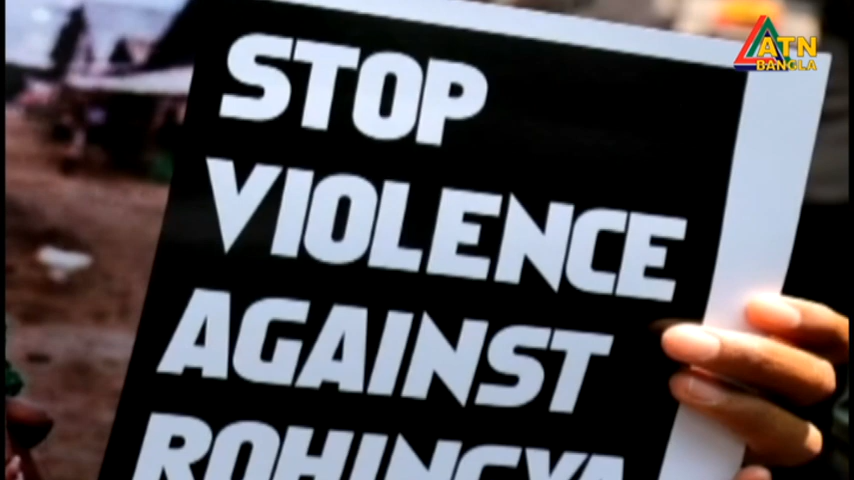 ATN
BANGLA
STOP
VIOLENCE
AGAINST
ROHINGYA